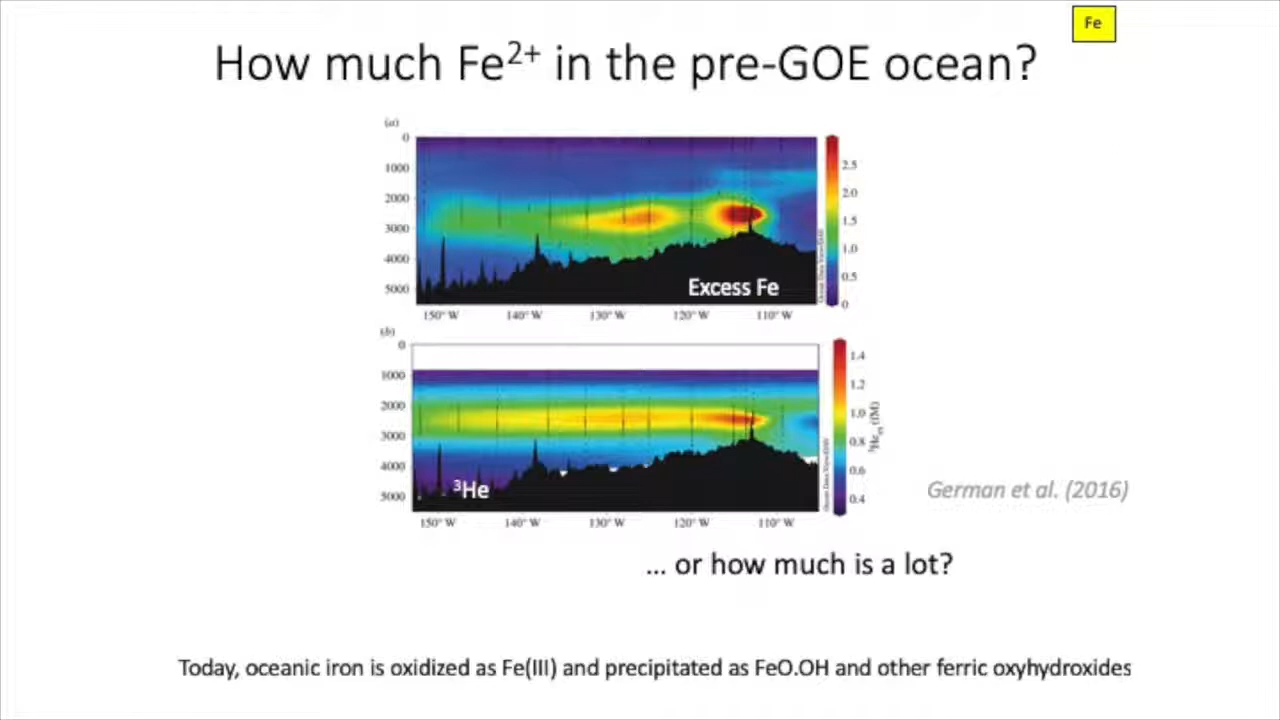 Fe
How much Fe2+ in the pre-GOE ocean?
(a)
0
1000
2000
3000
4000
5000
2.5
2.0
1.5
1.0
0.5
0
Excess Fe
150° W 140° W 130° W 120° W 110° W
(b)
0
1000
2000
3000
4000
5000
1.4
1.2
1.0
0.8
0.6
0.4
3He
150° W 140° W 130° W 120° W 110° W
German et al. (2016)
... or how much is a lot?
Today, oceanic iron is oxidized as Fe(III) and precipitated as FeO.OH and other ferric oxyhydroxides